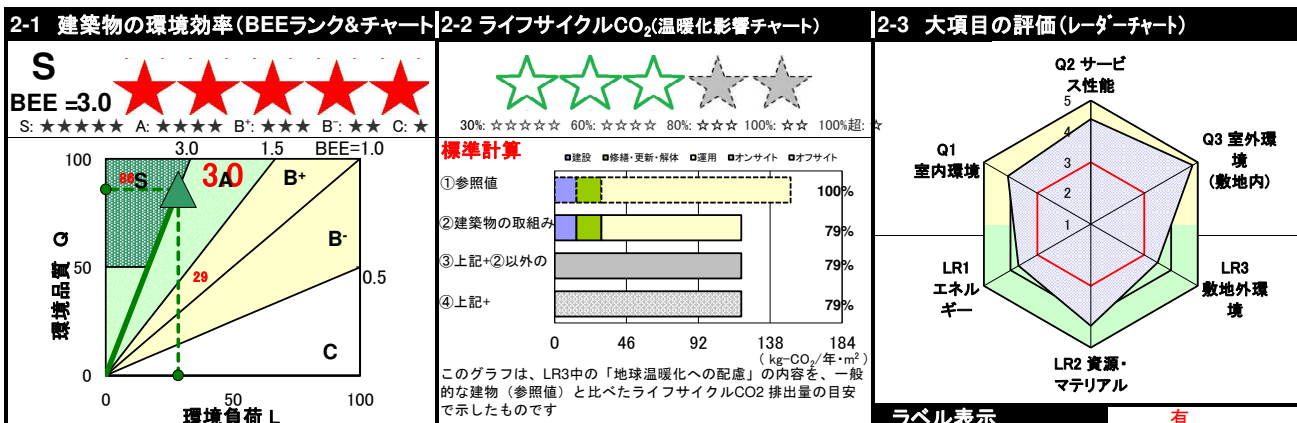 2-1 建築物の環境効率(BEEランク&チャート
S
BEE =3.0
S: ★★★★★ A: ★★★★ B+: ★★★ B-: ★★ C: ★
3.0 1.5 BEE=1.0
100
86
S
3.0
A
B+
B-
50
29
0.5
C
0
環境品質 Q
0 50 100
環境負荷 L
2-2 ライフサイクルCO2(温暖化影響チャート)
30%: ☆☆☆☆☆ 60%: ☆☆☆☆ 80%: ☆☆☆ 100%: ☆☆ 100%超: ☆
標準計算
建設 修繕・更新・解体 運用 オンサイト オフサイト
①参照値 100%
②建築物の取組み 79%
③上記+②以外の 79%
④上記+ 79%
0 46 92 138 184
( kg-CO2/年・m2 )
このグラフは、LR3中の「地球温暖化への配慮」の内容を、一般
的な建物(参照値)と比べたライフサイクルCO2 排出量の目安
で示したものです
2-3 大項目の評価(レーダーチャート)
Q2 サービ
ス性能
5
4
3
2
1
Q1
室内環境
Q3 室外環
境
(敷地内)
LR1
エネル
ギー
LR3
敷地外環
境
LR2 資源・
マテリアル
ラベル表示 有